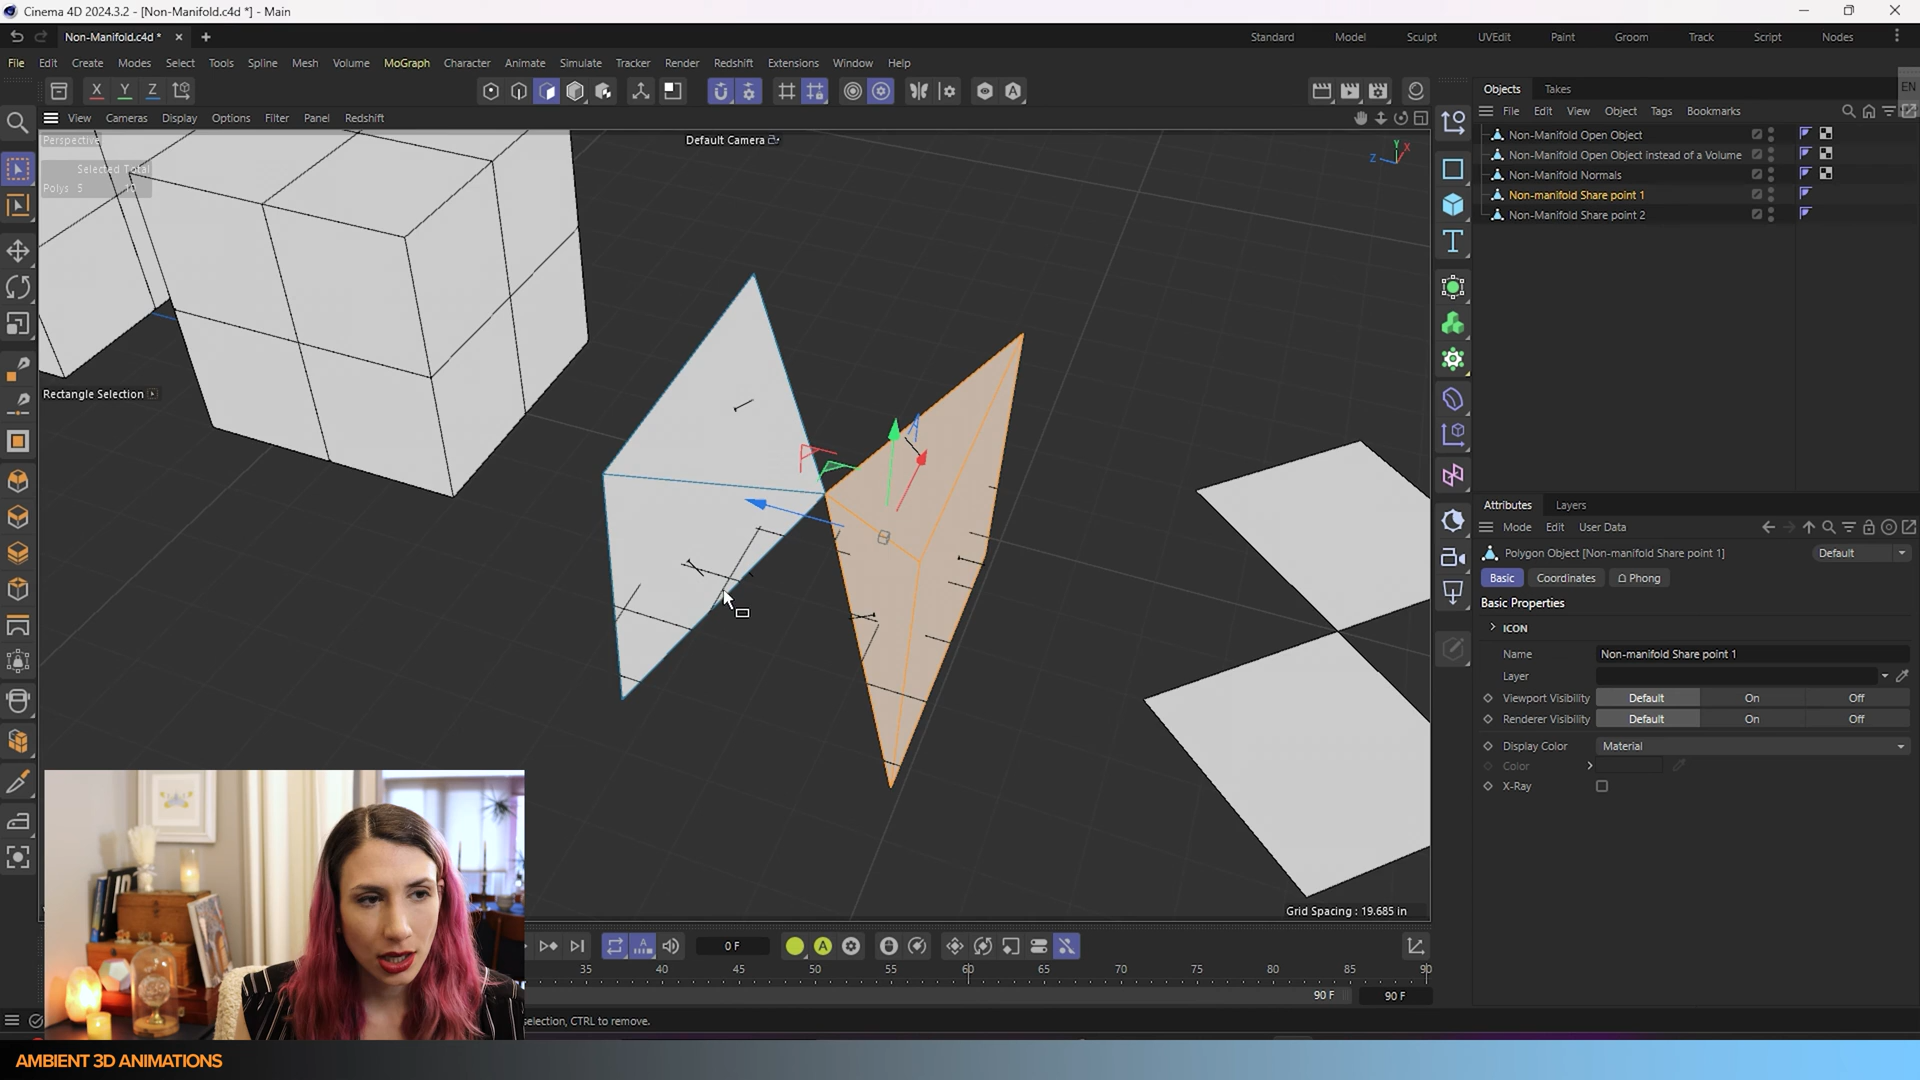 Cinema 4D 2024.3.2 - [Non-Manifold.c4d *] - Main
Non-Manifold.c4d *
Standard Model Sculpt UVEdit Paint Groom Track Script Nodes
File Edit Create Modes Select Tools Spline Mesh Volume MoGraph Character Animate Simulate Tracker Render Redshift Extensions Window Help
X Y Z
EN
Objects Takes
View Cameras Display Options Filter Panel Redshift
File Edit View Object Tags Bookmarks
Perspective
Default Camera
Y
X
Z
Selected Total
Polys 5 10
Non-Manifold Open Object
Non-Manifold Open Object instead of a Volume
Non-Manifold Normals
Non-manifold Share point 1
Non-Manifold Share point 2
Rectangle Selection
Attributes Layers
Mode Edit User Data
Polygon Object [Non-manifold Share point 1]
Default
Basic Coordinates Phong
Basic Properties
ICON
Name Non-manifold Share point 1
Layer
Viewport Visibility Default On Off
Renderer Visibility Default On Off
Display Color Material
Color
X-Ray
Grid Spacing : 19.685 in
0 F
35 40 45 50 55 60 65 70 75 80 85 90
90 F 90 F
election, CTRL to remove.
AMBIENT 3D ANIMATIONS